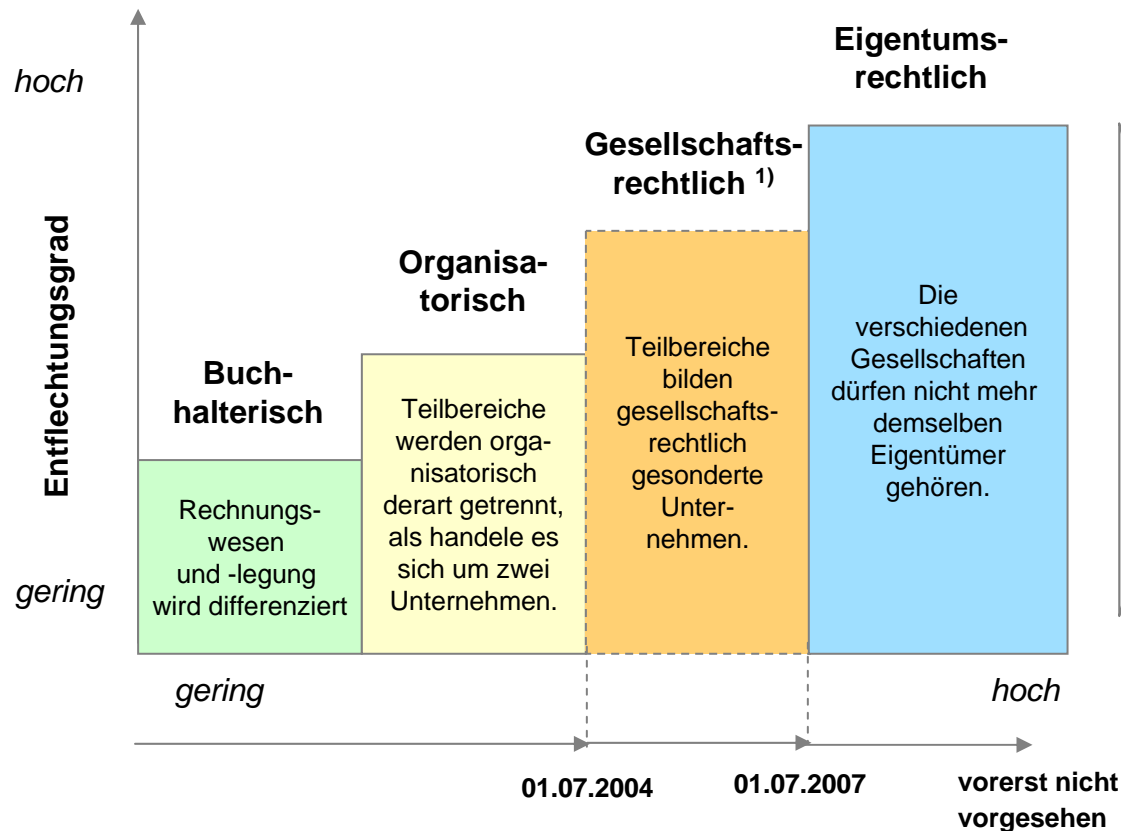 Eigentums-
rechtlich
hoch
Gesellschafts-
rechtlich 1)
Entflechtungsgrad
Organisa-
torisch
Buch-
halterisch
Rechnungs-
wesen
und -legung
wird differenziert
Teilbereiche
werden orga-
nisatorisch
derart getrennt,
als handele es
sich um zwei
Unternehmen.
Teilbereiche
bilden
gesellschafts-
rechtlich
gesonderte
Unter-
nehmen.
Die
verschiedenen
Gesellschaften
dürfen nicht mehr
demselben
Eigentümer
gehören.
gering
gering
hoch
01.07.2004
01.07.2007
vorerst nicht
vorgesehen